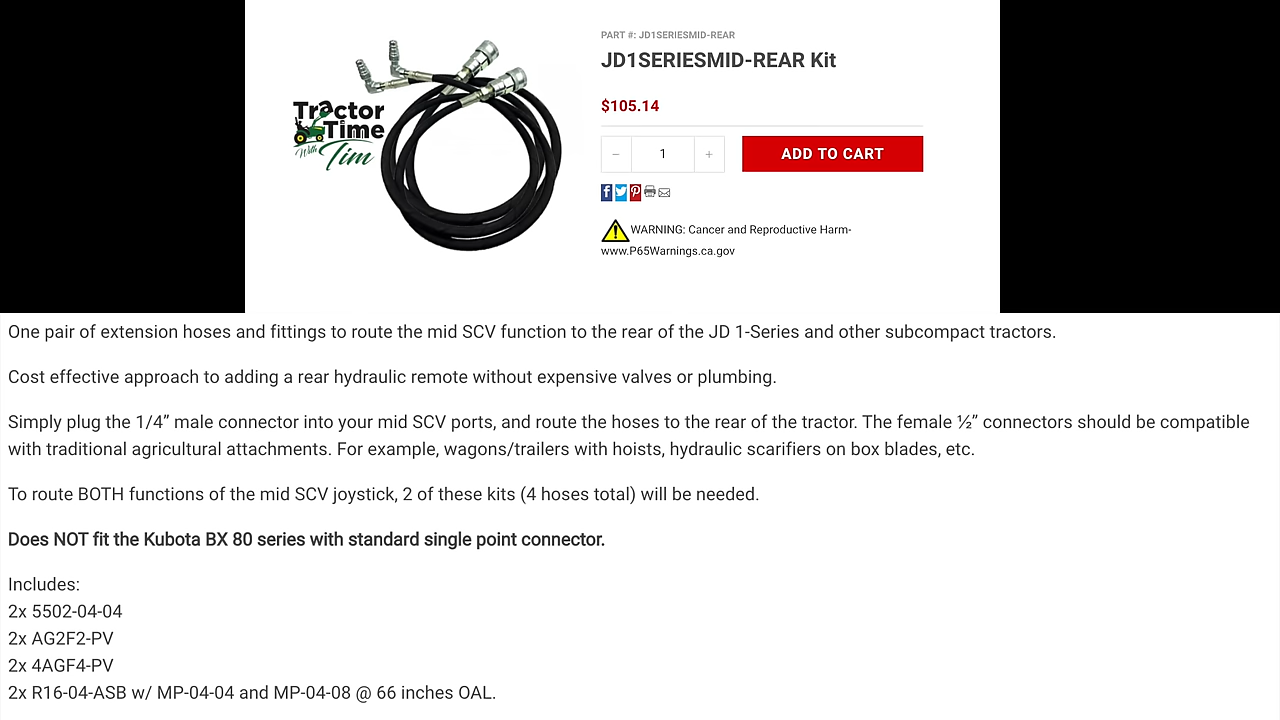 PART #: JD1SERIESMID-REAR
JD1SERIESMID-REAR Kit
$105.14
Tractor
Time
With Tim
− 1 +
ADD TO CART
WARNING: Cancer and Reproductive Harm-
www.P65Warnings.ca.gov
One pair of extension hoses and fittings to route the mid SCV function to the rear of the JD 1-Series and other subcompact tractors.
Cost effective approach to adding a rear hydraulic remote without expensive valves or plumbing.
Simply plug the 1/4” male connector into your mid SCV ports, and route the hoses to the rear of the tractor. The female ½” connectors should be compatible
with traditional agricultural attachments. For example, wagons/trailers with hoists, hydraulic scarifiers on box blades, etc.
To route BOTH functions of the mid SCV joystick, 2 of these kits (4 hoses total) will be needed.
Does NOT fit the Kubota BX 80 series with standard single point connector.
Includes:
2x 5502-04-04
2x AG2F2-PV
2x 4AGF4-PV
2x R16-04-ASB w/ MP-04-04 and MP-04-08 @ 66 inches OAL.